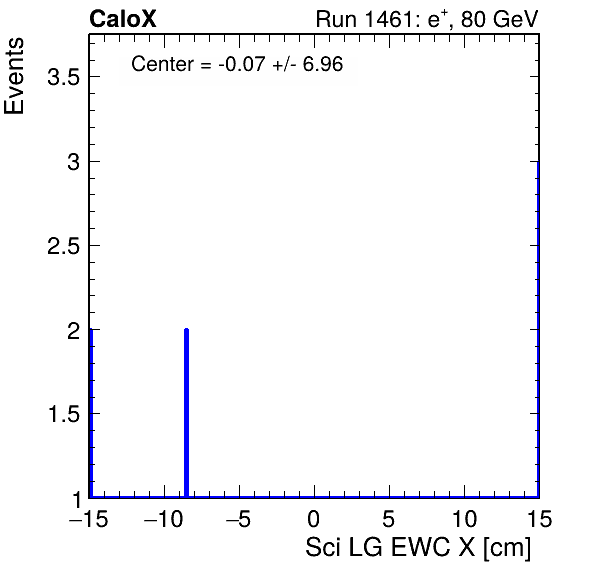 CaloX Run 1461: e⁺, 80 GeV
Center = -0.07 +/- 6.96
Events
3.5
3
2.5
2
1.5
1
−15 −10 −5 0 5 10 15
Sci LG EWC X [cm]